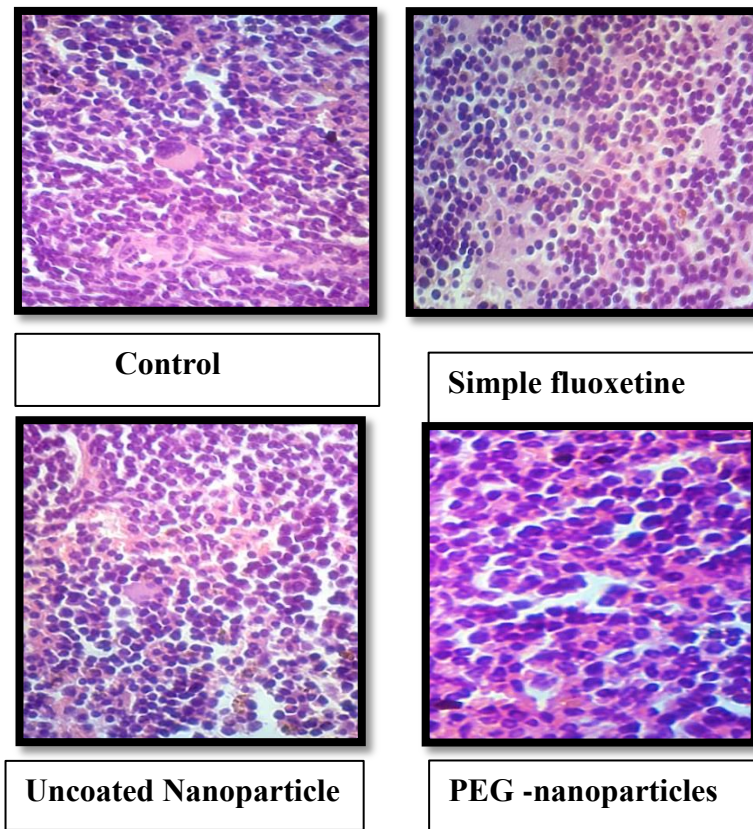 Control
Simple fluoxetine
Uncoated Nanoparticle
PEG -nanoparticles